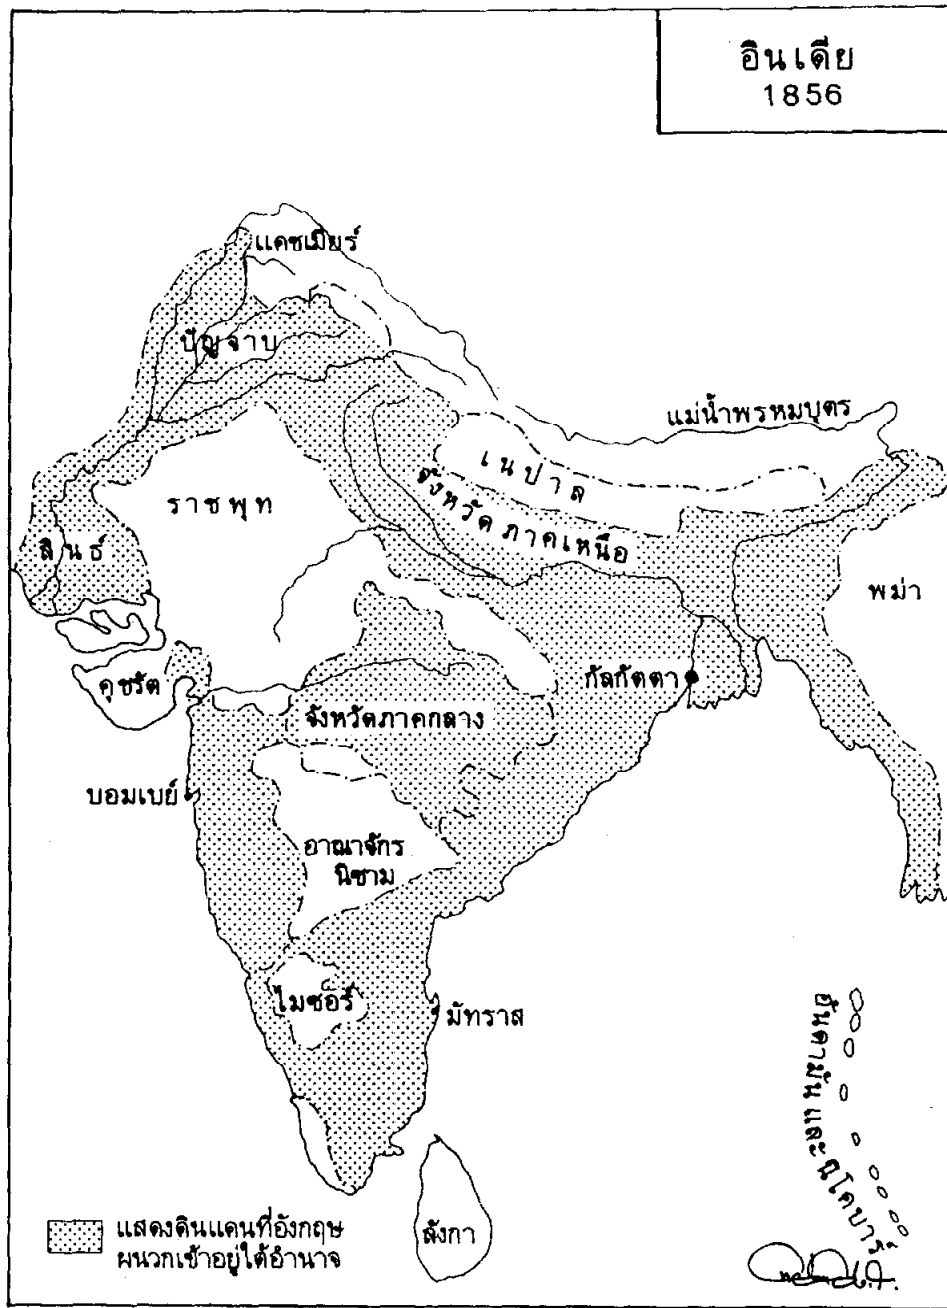 อินเดีย
1856
แคชเมียร์
ปัญจาบ
แม่น้ำพรหมบุตร
เนปาล
ราชพุท
จังหวัดภาคเหนือ
สินธ์
พม่า
คุชรัต
กัลกัตตา
จังหวัดภาคกลาง
บอมเบย์
อาณาจักร
นิซาม
ไมซอร์
มัทราส
อันดามันและนิโคบาร์
ลังกา
แสดงดินแดนที่อังกฤษ
ผนวกเข้าอยู่ใต้อำนาจ